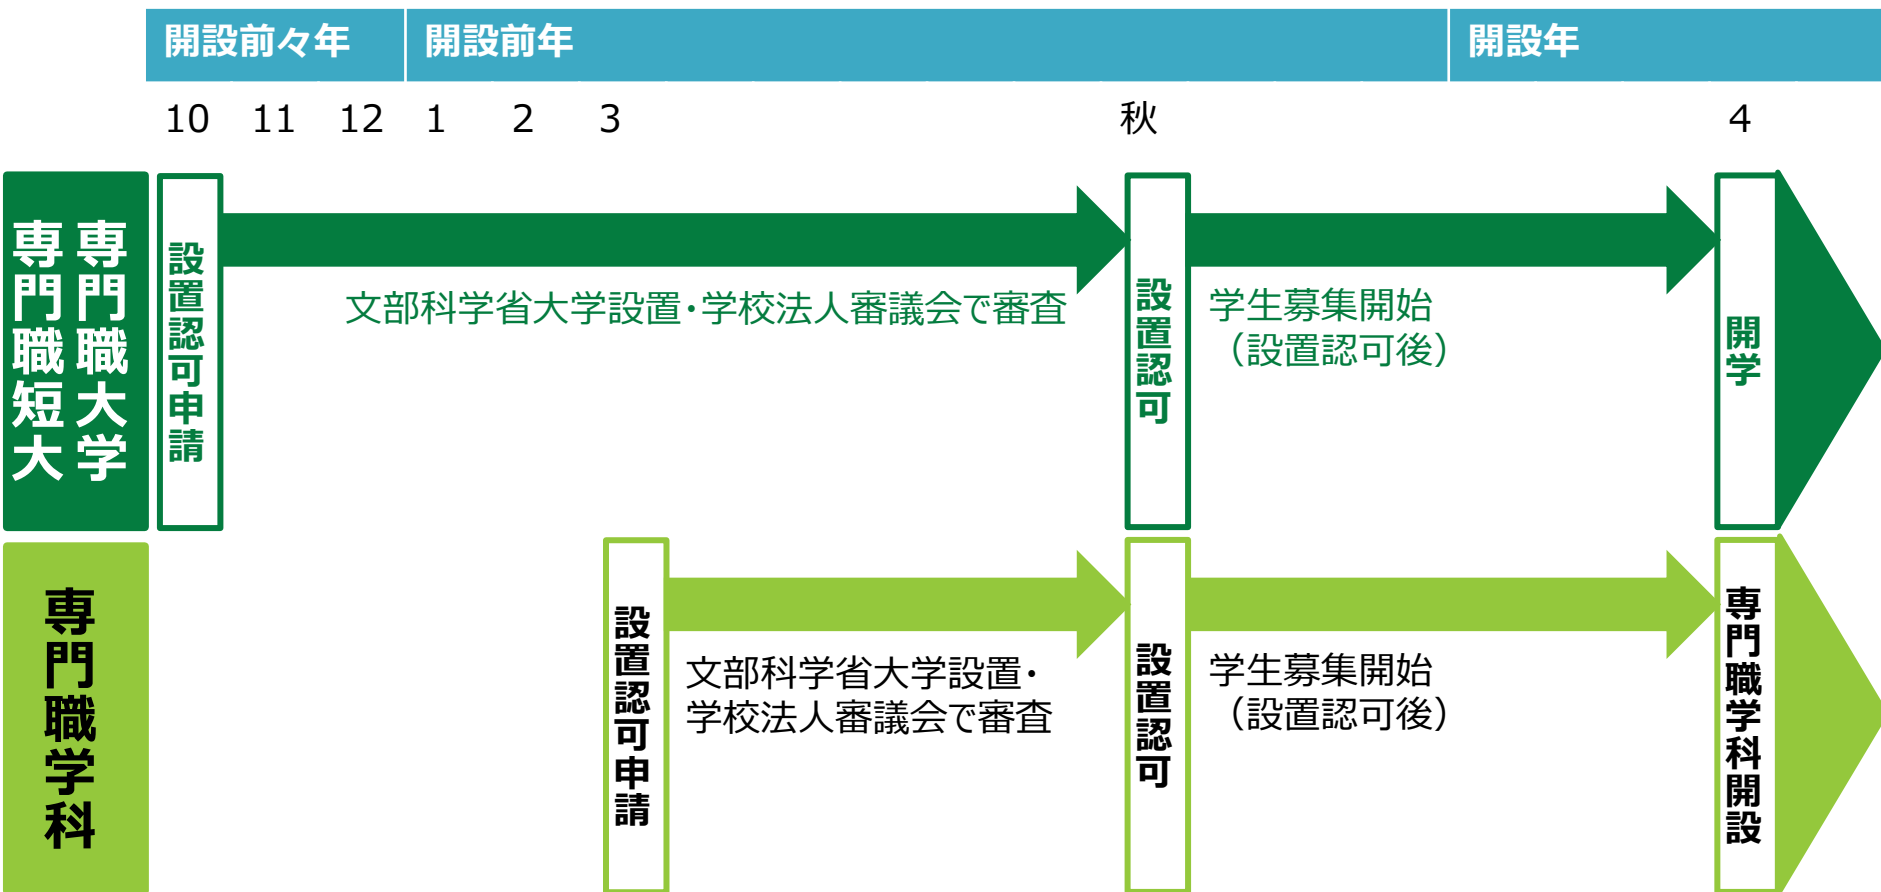 開設前々年
開設前年
開設年
10
11
12
1
2
3
秋
4
専門職大学
専門職短大
設置認可申請
文部科学省大学設置・学校法人審議会で審査
設置認可
学生募集開始
（設置認可後）
開学
専門職学科
設置認可申請
文部科学省大学設置・
学校法人審議会で審査
設置認可
学生募集開始
（設置認可後）
専門職学科開設